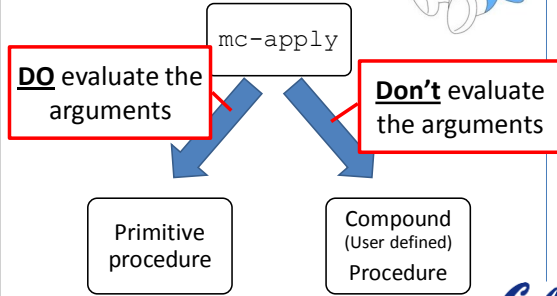 mc-apply
DO evaluate the
arguments
Don't evaluate
the arguments
Primitive
procedure
Compound
(User defined)
Procedure